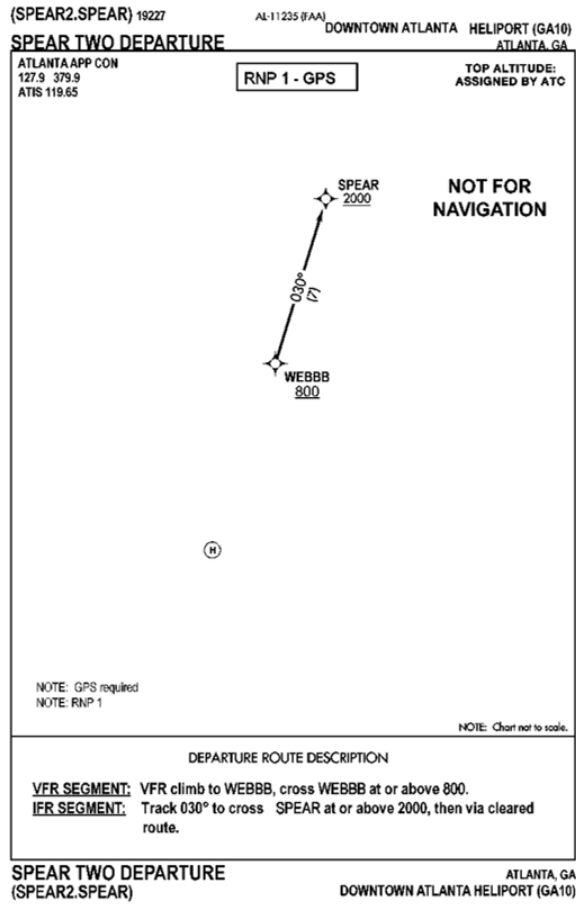 (SPEAR2.SPEAR) 19227
AL-11235 (FAA)
DOWNTOWN ATLANTA HELIPORT (GA10)
SPEAR TWO DEPARTURE
ATLANTA, GA
ATLANTA APP CON
127.9 379.9
ATIS 119.65
RNP 1 - GPS
TOP ALTITUDE:
ASSIGNED BY ATC
SPEAR
2000
NOT FOR
NAVIGATION
030°
(7)
WEBBB
800
H
NOTE: GPS required
NOTE: RNP 1
NOTE: Chart not to scale.
DEPARTURE ROUTE DESCRIPTION
VFR SEGMENT: VFR climb to WEBBB, cross WEBBB at or above 800.
IFR SEGMENT: Track 030° to cross SPEAR at or above 2000, then via cleared
route.
SPEAR TWO DEPARTURE
(SPEAR2.SPEAR)
ATLANTA, GA
DOWNTOWN ATLANTA HELIPORT (GA10)